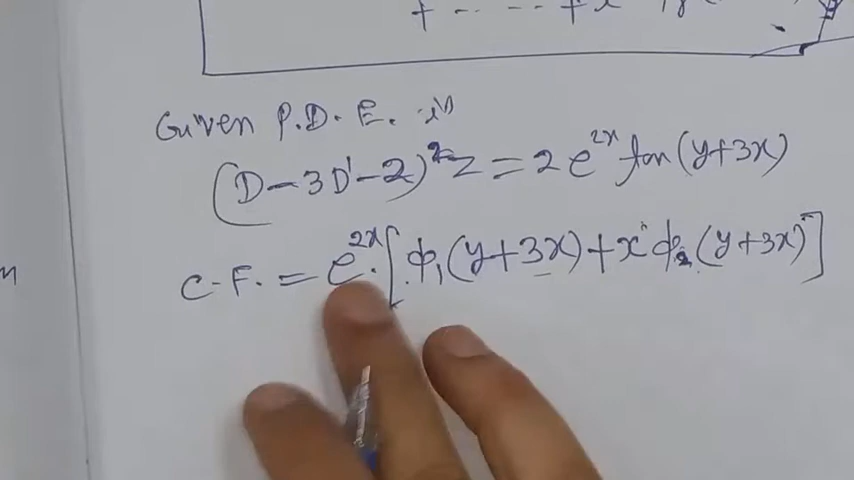 + ..... + x
Given P.D.E. is
(D-3D'-2)²z = 2e^{2x} tan(y+3x)
C.F. = e^{2x}.[ϕ₁(y+3x)+xϕ₂(y+3x)]